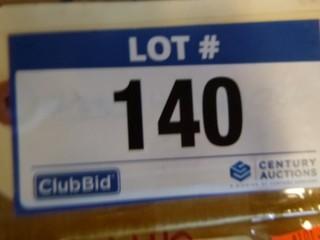 LOT #
140
ClubBid
CENTURY
AUCTIONS